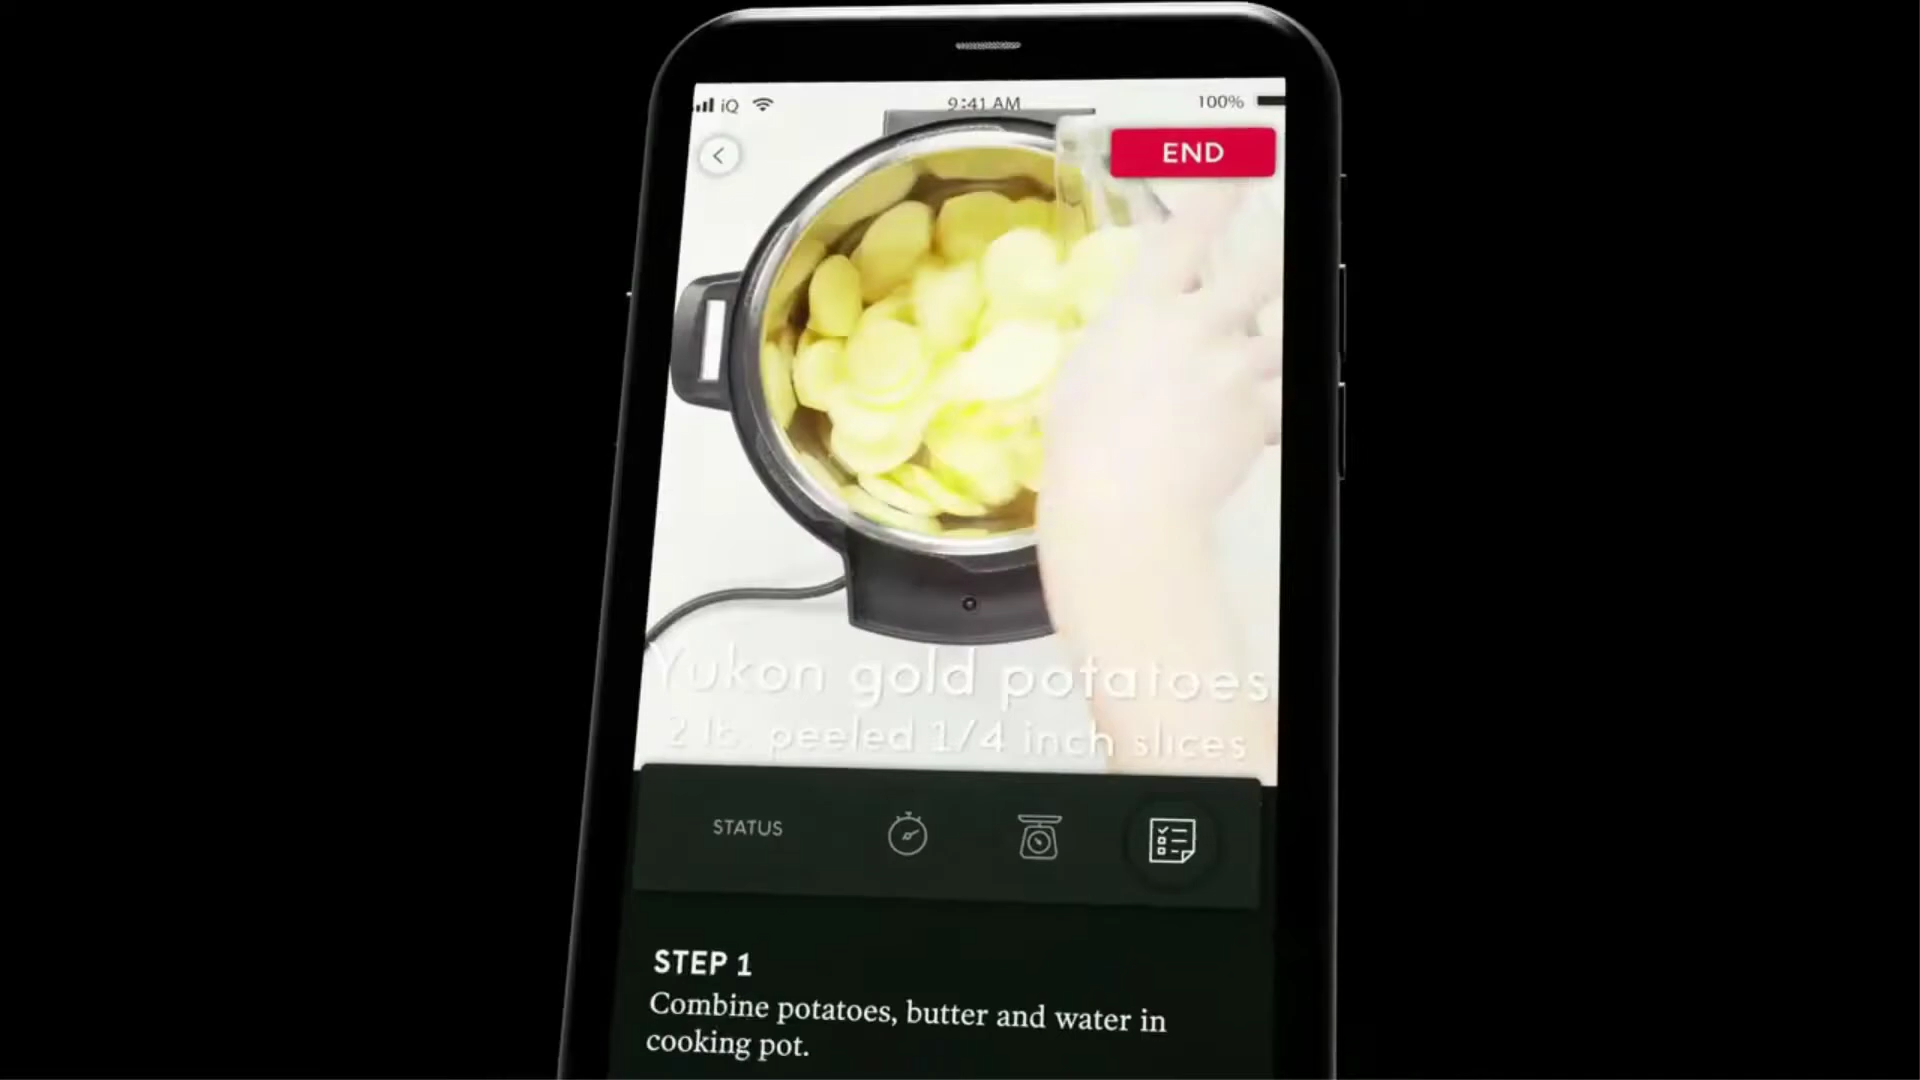 iQ 9:41 AM 100%
END
Yukon gold potatoes
2 lb. peeled 1/4 inch slices
STATUS
STEP 1
Combine potatoes, butter and water in
cooking pot.